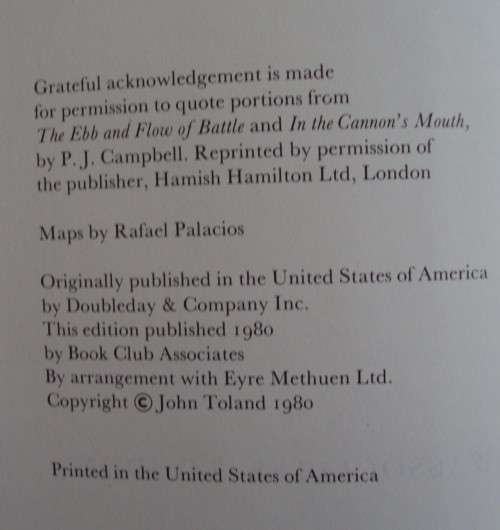 Grateful acknowledgement is made
for permission to quote portions from
The Ebb and Flow of Battle and In the Cannon's Mouth,
by P. J. Campbell. Reprinted by permission of
the publisher, Hamish Hamilton Ltd, London
Maps by Rafael Palacios
Originally published in the United States of America
by Doubleday & Company Inc.
This edition published 1980
by Book Club Associates
By arrangement with Eyre Methuen Ltd.
Copyright © John Toland 1980
Printed in the United States of America